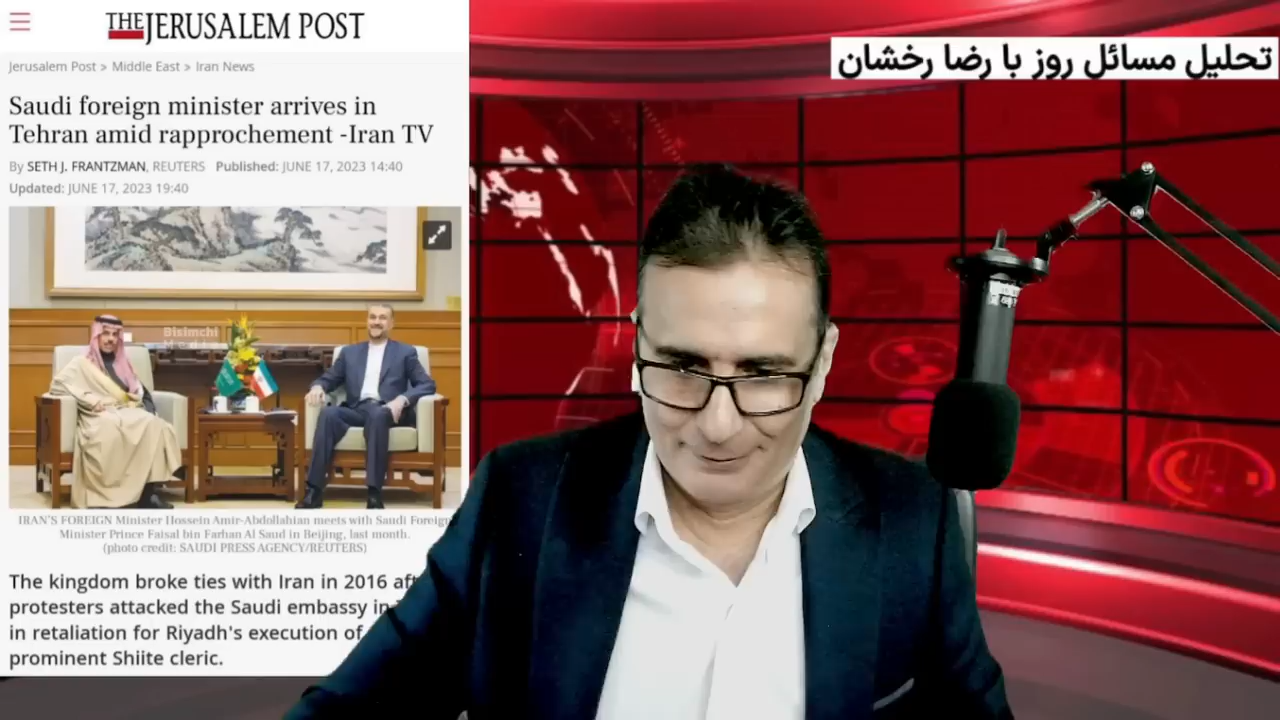 THE JERUSALEM POST
Jerusalem Post > Middle East > Iran News
Saudi foreign minister arrives in
Tehran amid rapprochement -Iran TV
By SETH J. FRANTZMAN, REUTERS Published: JUNE 17, 2023 14:40
Updated: JUNE 17, 2023 19:40
Bisimchi
Media
IRAN'S FOREIGN Minister Hossein Amir-Abdollahian meets with Saudi Foreign
Minister Prince Faisal bin Farhan Al Saud in Beijing, last month.
(photo credit: SAUDI PRESS AGENCY/REUTERS)
The kingdom broke ties with Iran in 2016
protesters attacked the Saudi embassy in
in retaliation for Riyadh's execution of
prominent Shiite cleric.
تحلیل مسائل روز با رضا رخشان